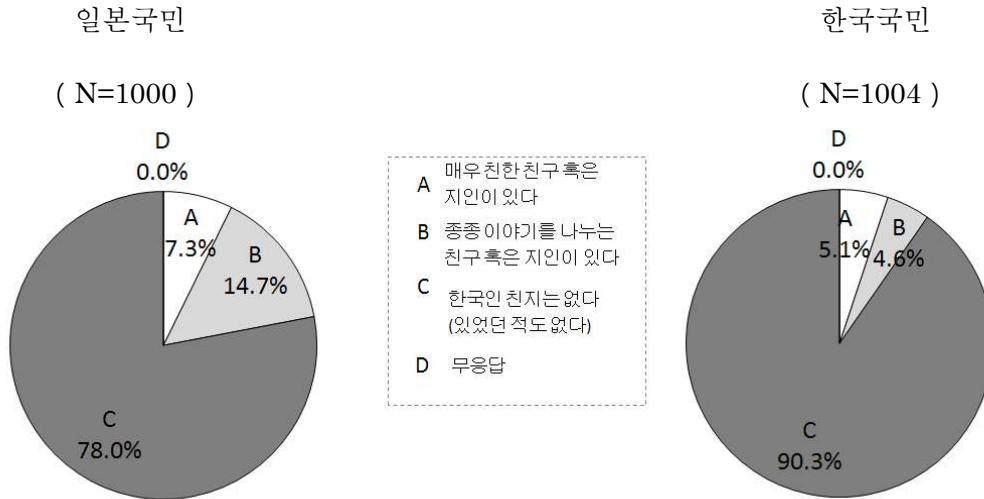 일본국민
( N=1000 )
D
0.0%
A
7.3%
B
14.7%
C
78.0%
A 매우 친한 친구 혹은
지인이 있다
B 종종 이야기를 나누는
친구 혹은 지인이 있다
C 한국인 친지는 없다
(있었던 적도 없다)
D 무응답
한국국민
( N=1004 )
D
0.0%
A
5.1%
B
4.6%
C
90.3%